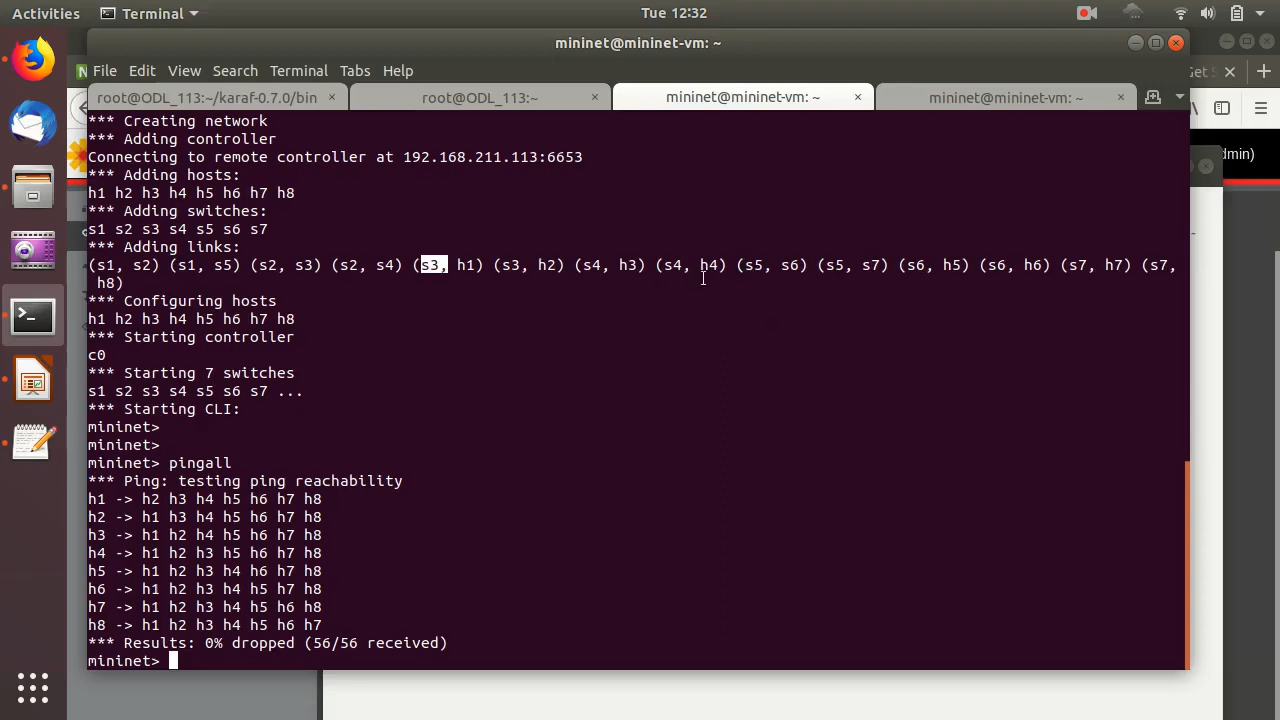 Activities
Terminal
Tue 12:32
mininet@mininet-vm: ~
File Edit View Search Terminal Tabs Help
root@ODL_113:~/karaf-0.7.0/bin ×
root@ODL_113:~ ×
mininet@mininet-vm: ~ ×
mininet@mininet-vm: ~ ×
*** Creating network
*** Adding controller
Connecting to remote controller at 192.168.211.113:6653
*** Adding hosts:
h1 h2 h3 h4 h5 h6 h7 h8
*** Adding switches:
s1 s2 s3 s4 s5 s6 s7
*** Adding links:
(s1, s2) (s1, s5) (s2, s3) (s2, s4) (s3, h1) (s3, h2) (s4, h3) (s4, h4) (s5, s6) (s5, s7) (s6, h5) (s6, h6) (s7, h7) (s7,
h8)
*** Configuring hosts
h1 h2 h3 h4 h5 h6 h7 h8
*** Starting controller
c0
*** Starting 7 switches
s1 s2 s3 s4 s5 s6 s7 ...
*** Starting CLI:
mininet>
mininet>
mininet> pingall
*** Ping: testing ping reachability
h1 -> h2 h3 h4 h5 h6 h7 h8
h2 -> h1 h3 h4 h5 h6 h7 h8
h3 -> h1 h2 h4 h5 h6 h7 h8
h4 -> h1 h2 h3 h5 h6 h7 h8
h5 -> h1 h2 h3 h4 h6 h7 h8
h6 -> h1 h2 h3 h4 h5 h7 h8
h7 -> h1 h2 h3 h4 h5 h6 h8
h8 -> h1 h2 h3 h4 h5 h6 h7
*** Results: 0% dropped (56/56 received)
mininet>
N
Get S
dmin)